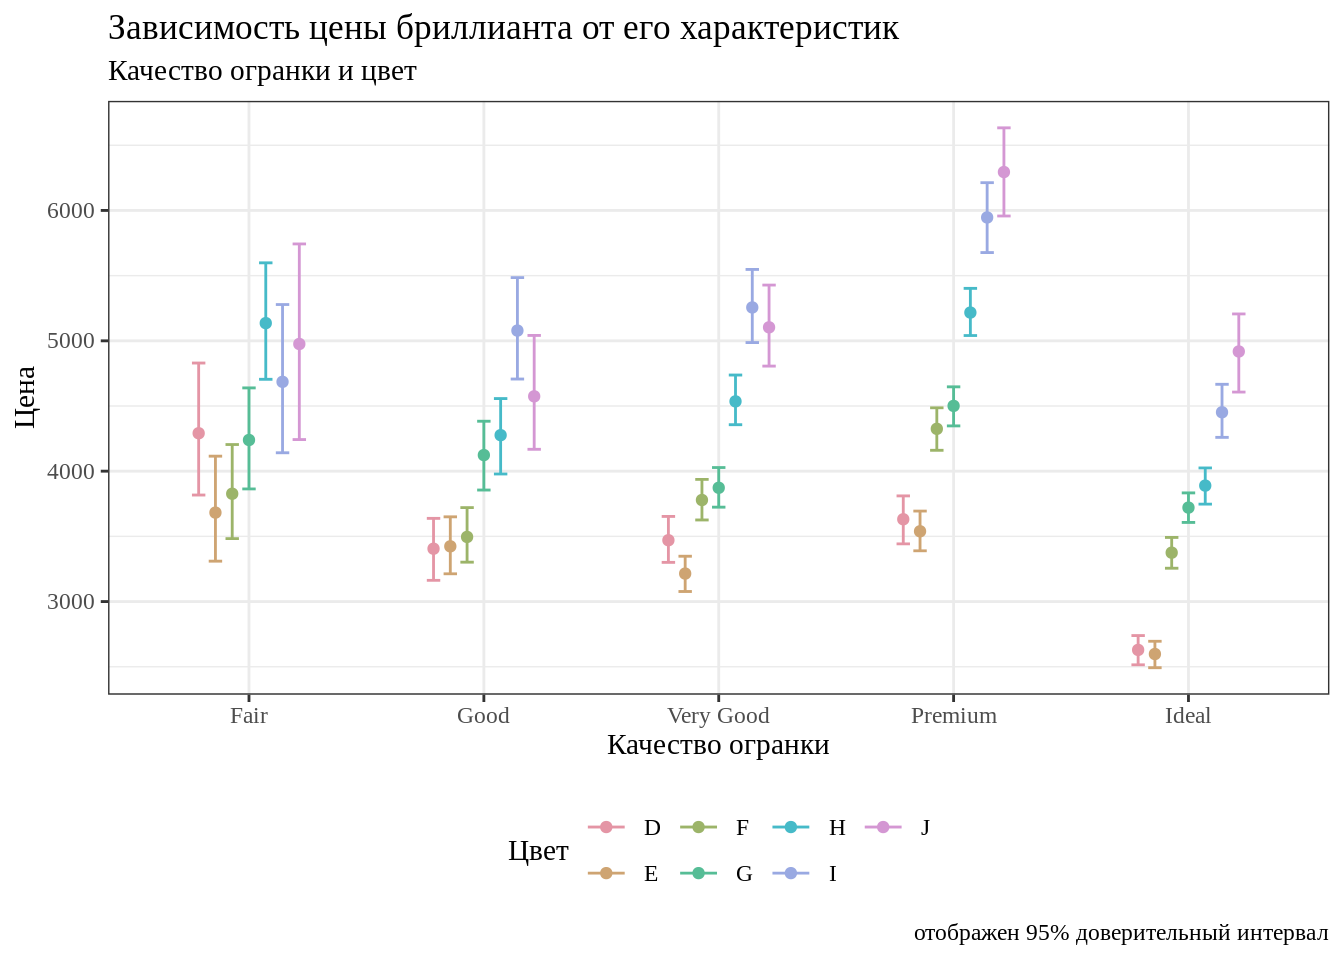 Зависимость цены бриллианта от его характеристик
Качество огранки и цвет
Цена
6000
5000
4000
3000
Fair Good Very Good Premium Ideal
Качество огранки
Цвет
D F H J
E G I
отображен 95% доверительный интервал